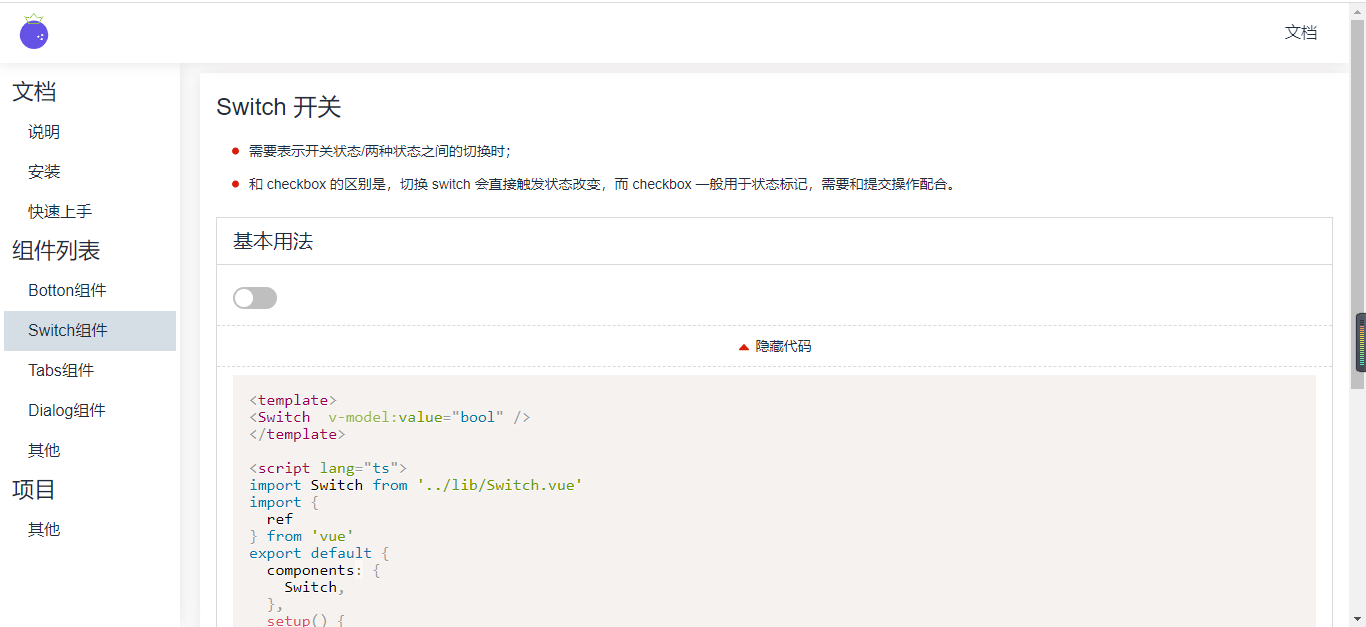 文档
文档
说明
安装
快速上手
组件列表
Botton组件
Switch组件
Tabs组件
Dialog组件
其他
项目
其他
Switch 开关
需要表示开关状态/两种状态之间的切换时；
和 checkbox 的区别是，切换 switch 会直接触发状态改变，而 checkbox 一般用于状态标记，需要和提交操作配合。
基本用法
隐藏代码
<template>
<Switch  v-model:value="bool" />
</template>
<script lang="ts">
import Switch from '../lib/Switch.vue'
import {
  ref
} from 'vue'
export default {
  components: {
    Switch,
  },
  setup() {